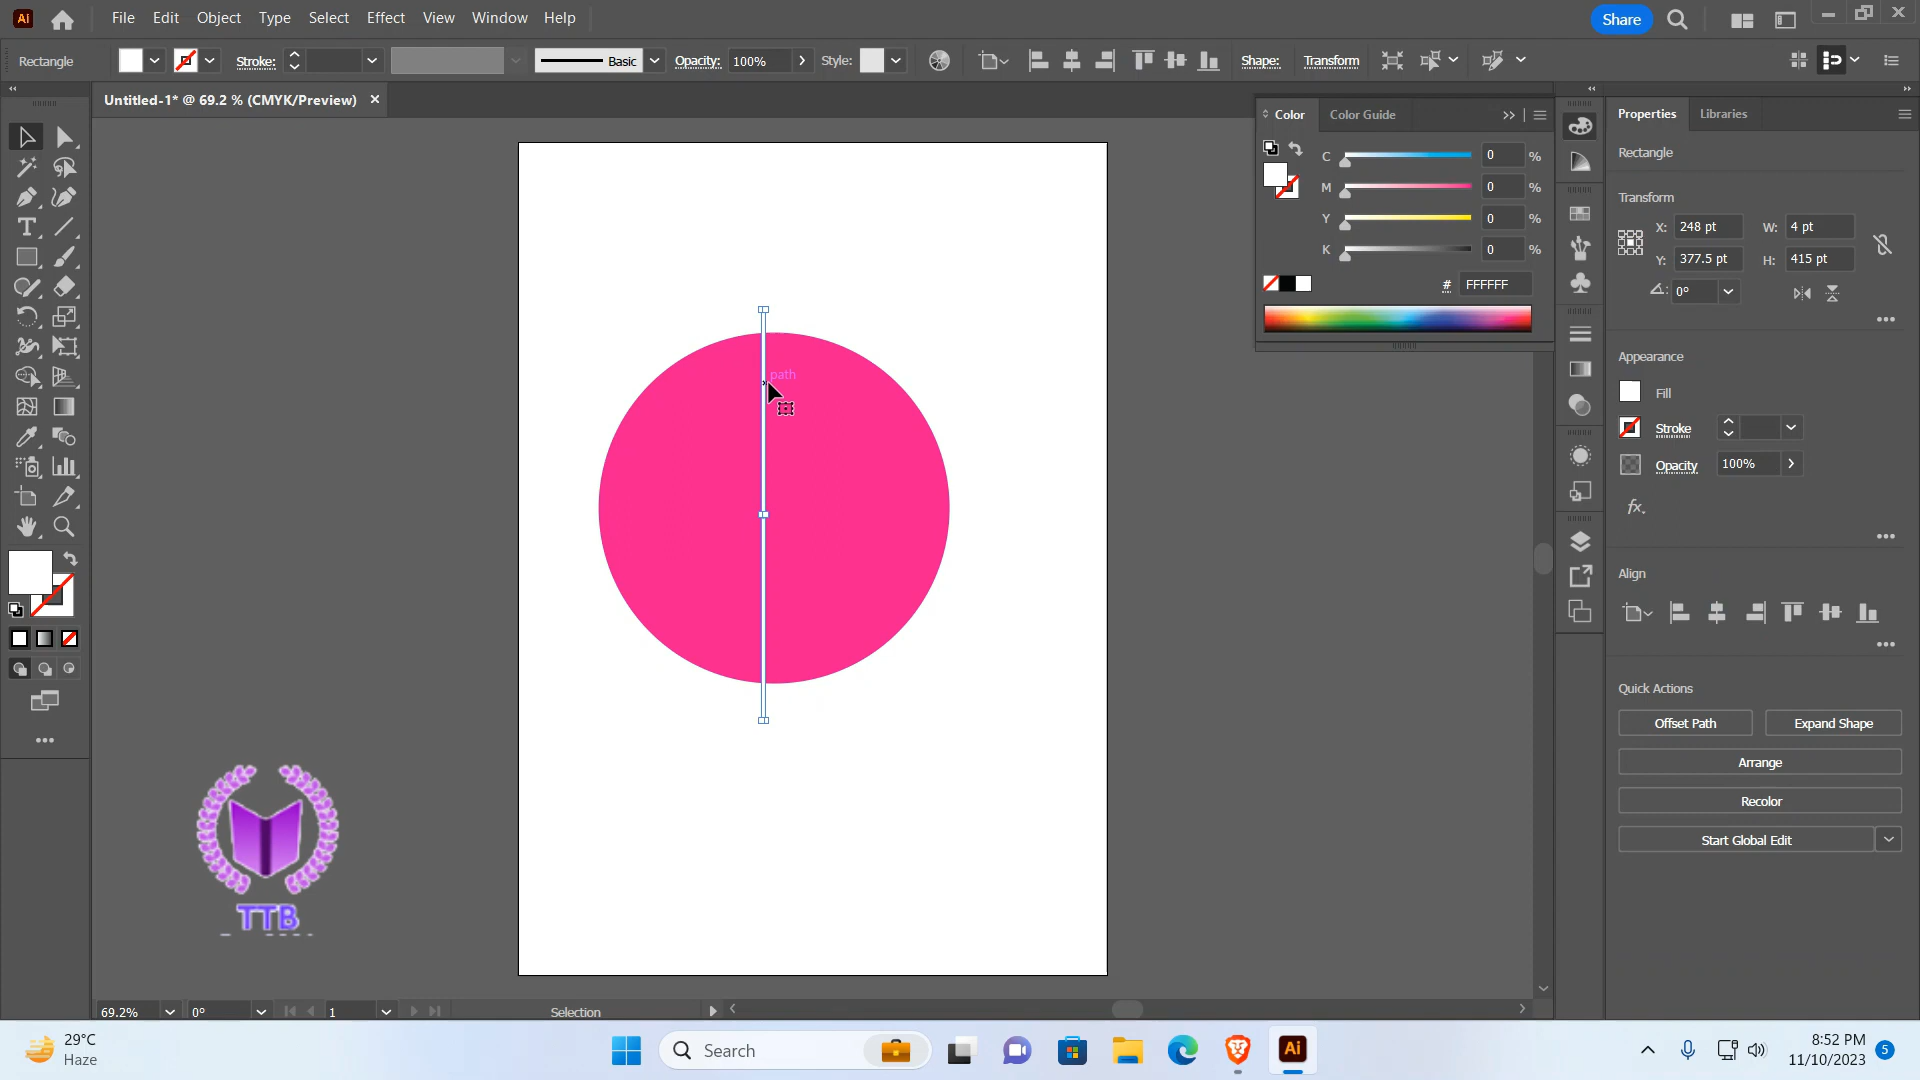 Ai File Edit Object Type Select Effect View Window Help Share
Rectangle Stroke: Basic Opacity: 100% Style: Shape: Transform
Untitled-1* @ 69.2 % (CMYK/Preview) ×
Color Color Guide
C 0 %
M 0 %
Y 0 %
K 0 %
# FFFFFF
Properties Libraries
Rectangle
Transform
X: 248 pt W: 4 pt
Y: 377.5 pt H: 415 pt
0°
Appearance
Fill
Stroke
Opacity 100%
fx.
Align
Quick Actions
Offset Path Expand Shape
Arrange
Recolor
Start Global Edit
path
TTB
69.2% 0° 1 Selection
29°C
Haze
Search
Ai
8:52 PM
11/10/2023
5